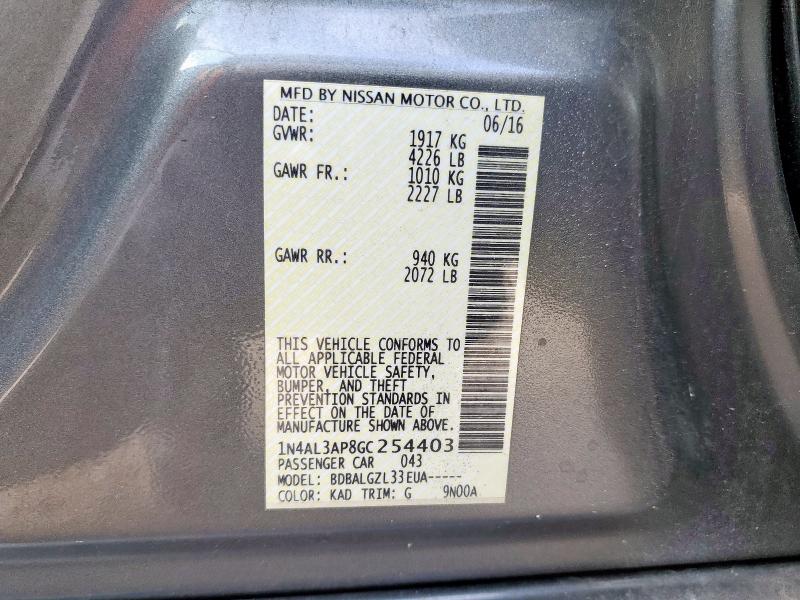 MFD BY NISSAN MOTOR CO., LTD.
DATE: 06/16
GVWR: 1917 KG
4226 LB
GAWR FR.: 1010 KG
2227 LB
GAWR RR.: 940 KG
2072 LB
THIS VEHICLE CONFORMS TO
ALL APPLICABLE FEDERAL
MOTOR VEHICLE SAFETY,
BUMPER, AND THEFT
PREVENTION STANDARDS IN
EFFECT ON THE DATE OF
MANUFACTURE SHOWN ABOVE.
1N4AL3AP8GC254403
PASSENGER CAR 043
MODEL: BDBALGZL33EUA-----
COLOR: KAD TRIM: G 9N00A